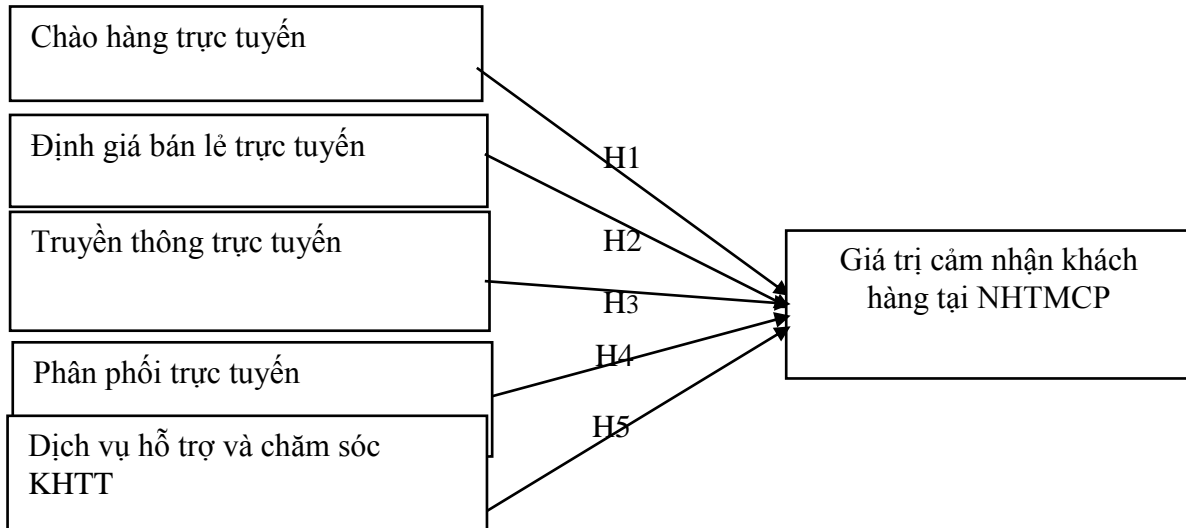 Chào hàng trực tuyến
Định giá bán lẻ trực tuyến
Truyền thông trực tuyến
Phân phối trực tuyến
Dịch vụ hỗ trợ và chăm sóc
KHTT
H1
H2
H3
H4
H5
Giá trị cảm nhận khách
hàng tại NHTMCP